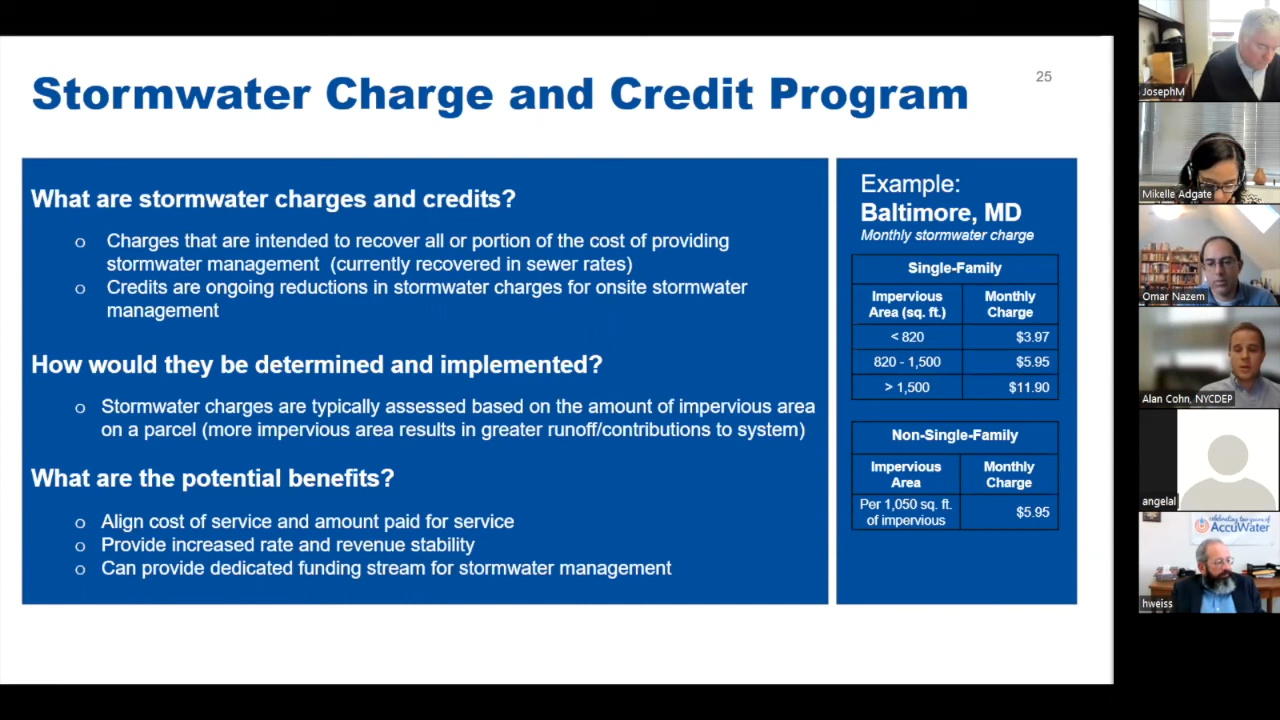 Stormwater Charge and Credit Program
25
What are stormwater charges and credits?
o Charges that are intended to recover all or portion of the cost of providing
stormwater management (currently recovered in sewer rates)
o Credits are ongoing reductions in stormwater charges for onsite stormwater
management
How would they be determined and implemented?
o Stormwater charges are typically assessed based on the amount of impervious area
on a parcel (more impervious area results in greater runoff/contributions to system)
What are the potential benefits?
o Align cost of service and amount paid for service
o Provide increased rate and revenue stability
o Can provide dedicated funding stream for stormwater management
Example:
Baltimore, MD
Monthly stormwater charge
Single-Family
Impervious Area (sq. ft.) Monthly Charge
< 820 $3.97
820 - 1,500 $5.95
> 1,500 $11.90
Non-Single-Family
Impervious Area Monthly Charge
Per 1,050 sq. ft. of impervious $5.95
JosephM
Mikelle Adgate
Omar Nazem
Alan Cohn, NYCDEP
angelal
celebrating ten years of
AccuWater
hweiss